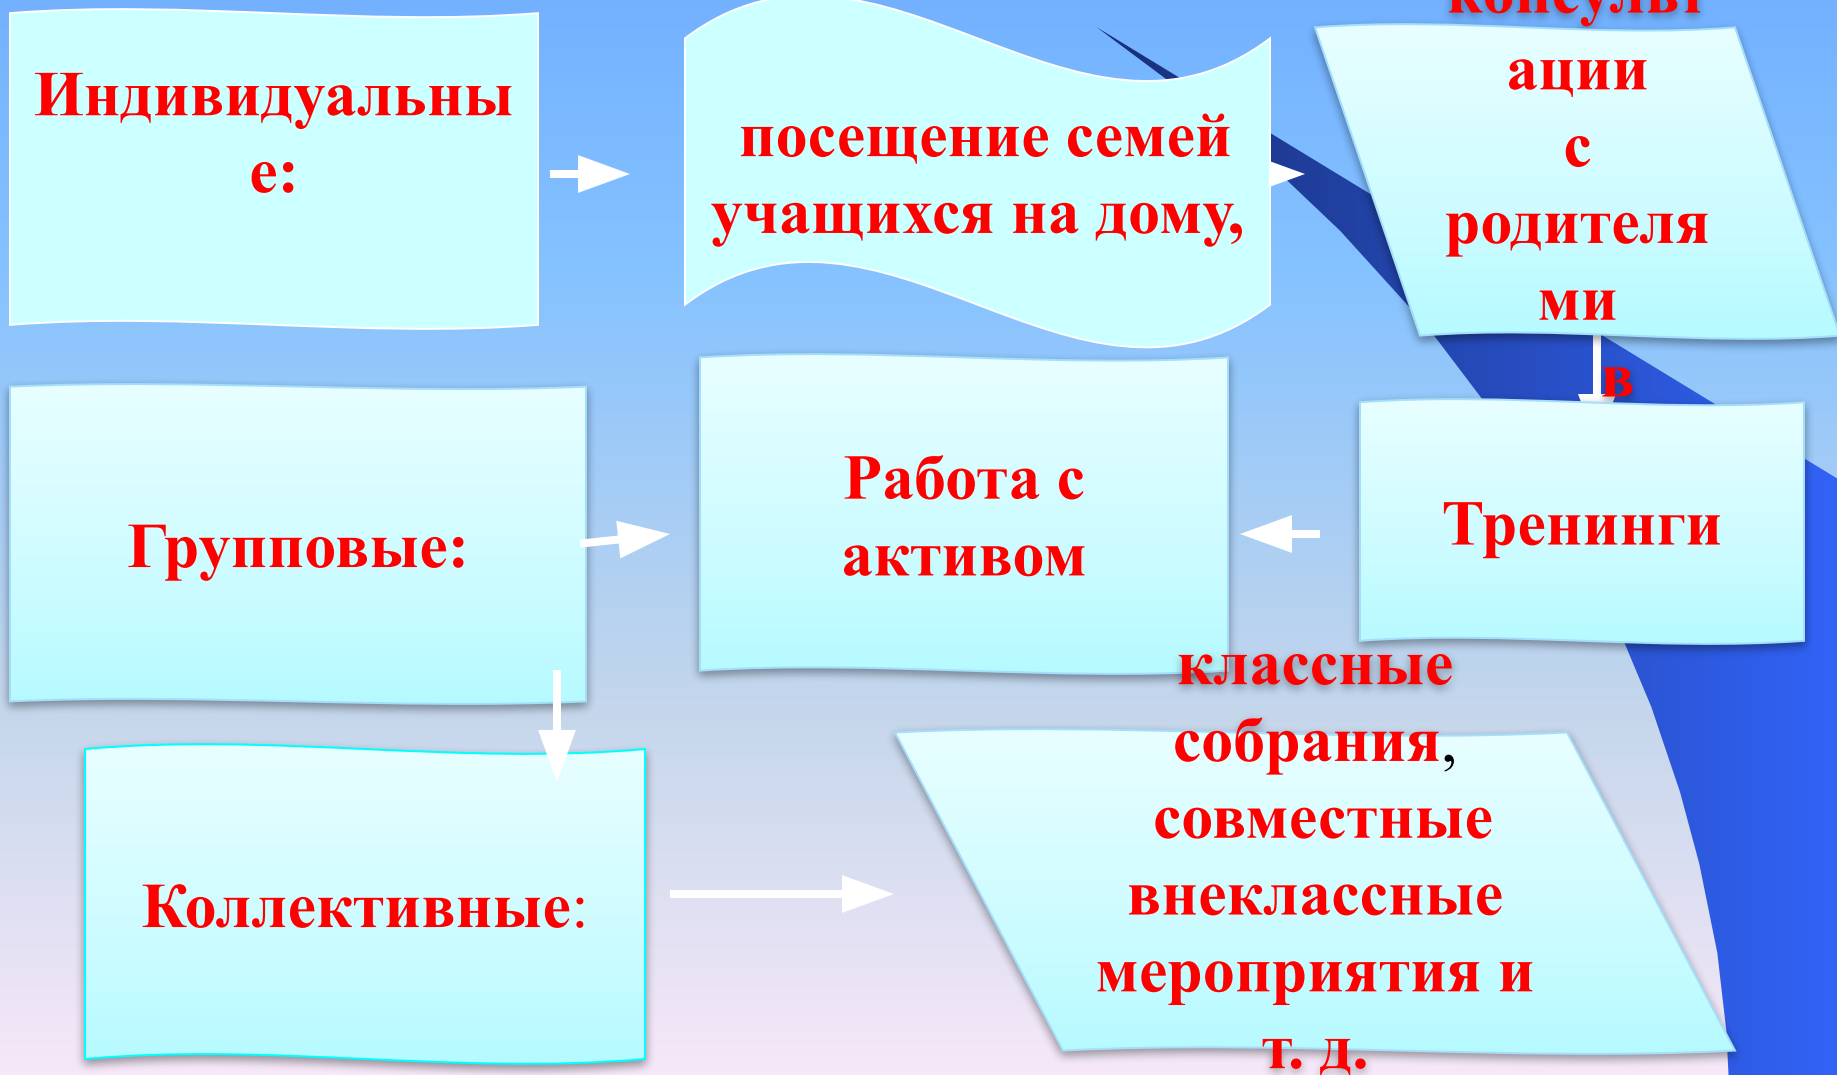 Индивидуальны
е:
посещение семей
учащихся на дому,
консульт
ации
с
родителя
ми
в
Групповые:
Работа с
активом
Тренинги
Коллективные:
классные
собрания,
совместные
внеклассные
мероприятия и
т. д.